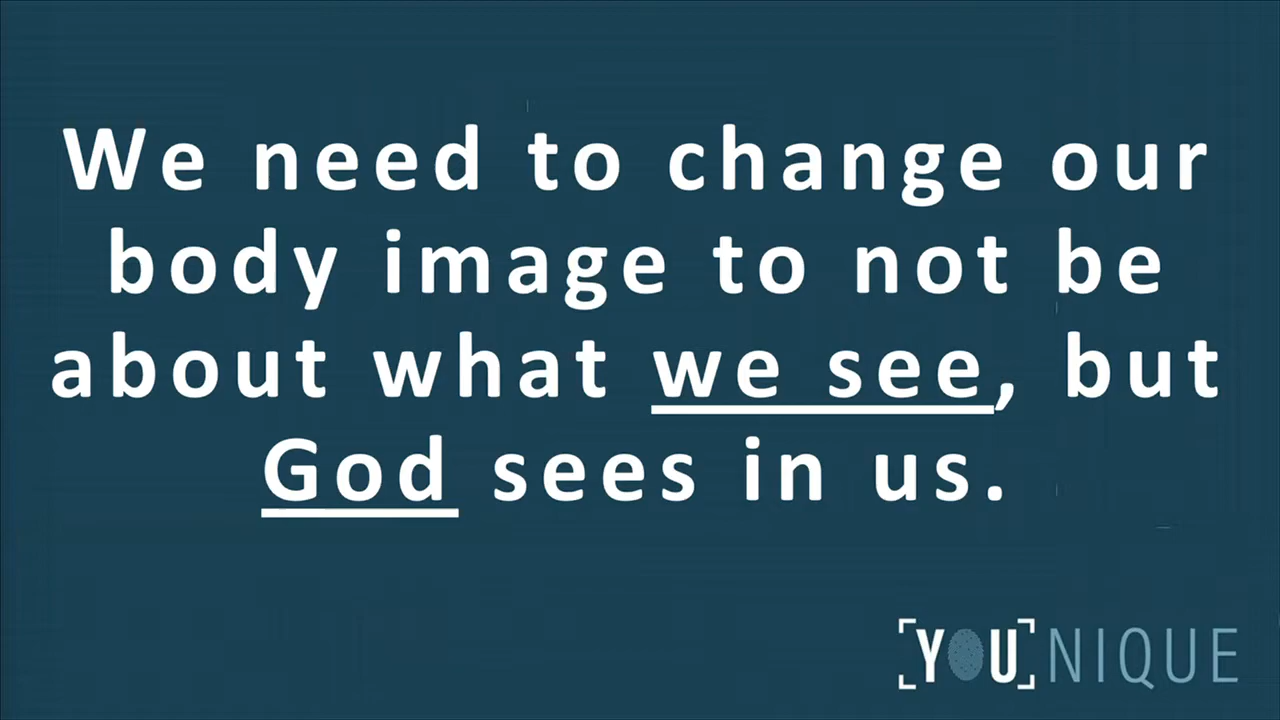 We need to change our
body image to not be
about what we see, but
God sees in us.
[YOU]NIQUE